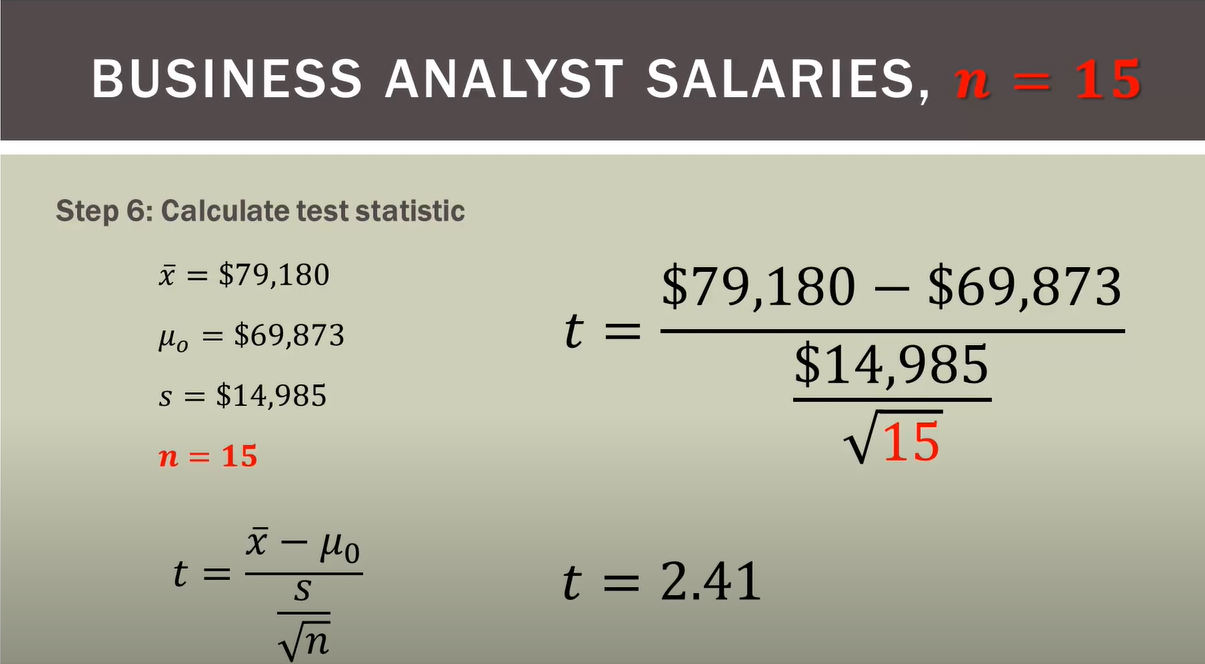 BUSINESS ANALYST SALARIES, n = 15
Step 6: Calculate test statistic
x̄ = $79,180
μₒ = $69,873
s = $14,985
n = 15
t = (x̄ − μ₀) / (s / √n)
t = ($79,180 − $69,873) / ($14,985 / √15)
t = 2.41